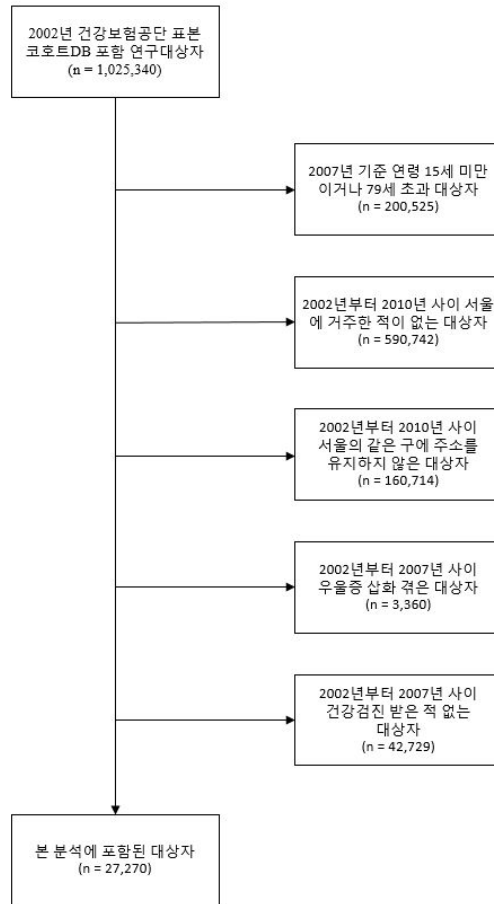 2002년 건강보험공단 표본
코호트DB 포함 연구대상자
(n = 1,025,340)
2007년 기준 연령 15세 미만
이거나 79세 초과 대상자
(n = 200,525)
2002년부터 2010년 사이 서울
에 거주한 적이 없는 대상자
(n = 590,742)
2002년부터 2010년 사이
서울의 같은 구에 주소를
유지하지 않은 대상자
(n = 160,714)
2002년부터 2007년 사이
우울증 삽화 겪은 대상자
(n = 3,360)
2002년부터 2007년 사이
건강검진 받은 적 없는
대상자
(n = 42,729)
본 분석에 포함된 대상자
(n = 27,270)